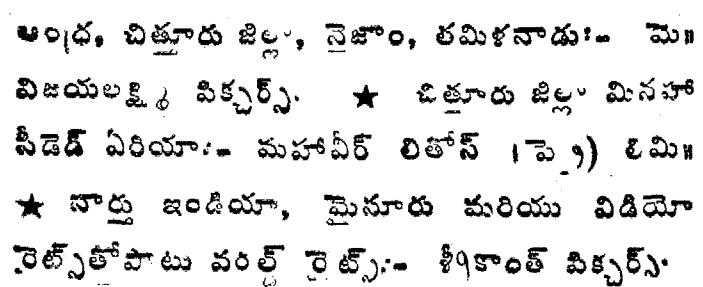 ఆంధ్ర, చిత్తూరు జిల్లా, నైజాం, తమిళనాడు:- మె॥
విజయలక్ష్మి పిక్చర్స్. ★ చిత్తూరు జిల్లా మినహా
సీడెడ్ ఏరియా:- మహావీర్ లితోస్ (ప్రై) లిమి॥
★ నార్తు ఇండియా, మైసూరు మరియు విడియో
రైట్స్‌తోపాటు వరల్డ్ రైట్స్:- శ్రీకాంత్ పిక్చర్స్.